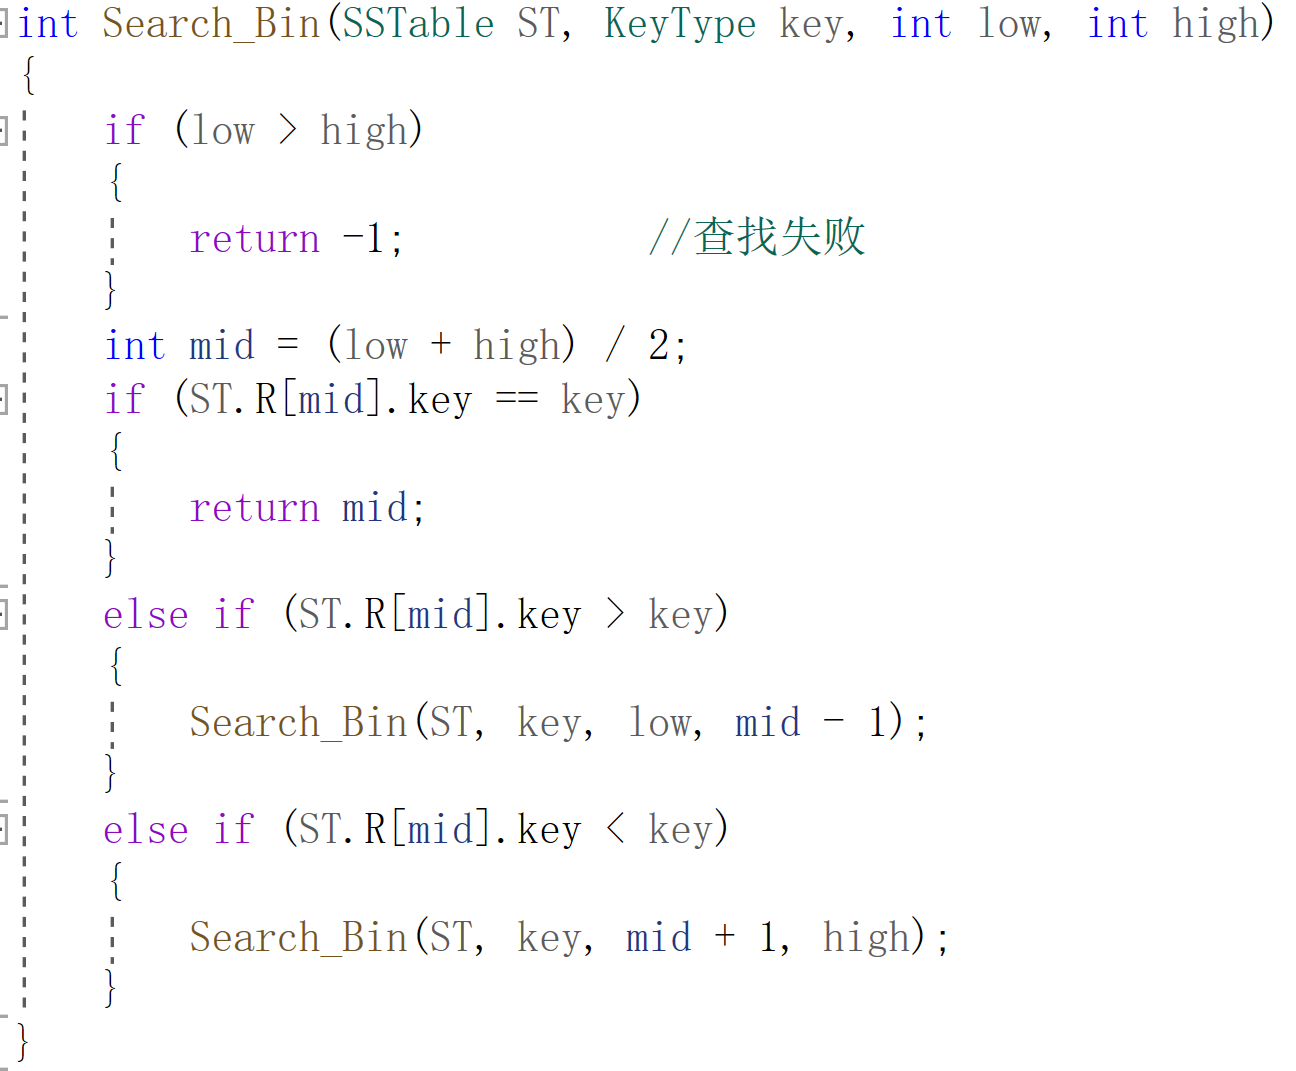 int Search_Bin(SSTable ST, KeyType key, int low, int high)
{
    if (low > high)
    {
        return -1;            //查找失败
    }
    int mid = (low + high) / 2;
    if (ST.R[mid].key == key)
    {
        return mid;
    }
    else if (ST.R[mid].key > key)
    {
        Search_Bin(ST, key, low, mid - 1);
    }
    else if (ST.R[mid].key < key)
    {
        Search_Bin(ST, key, mid + 1, high);
    }
}